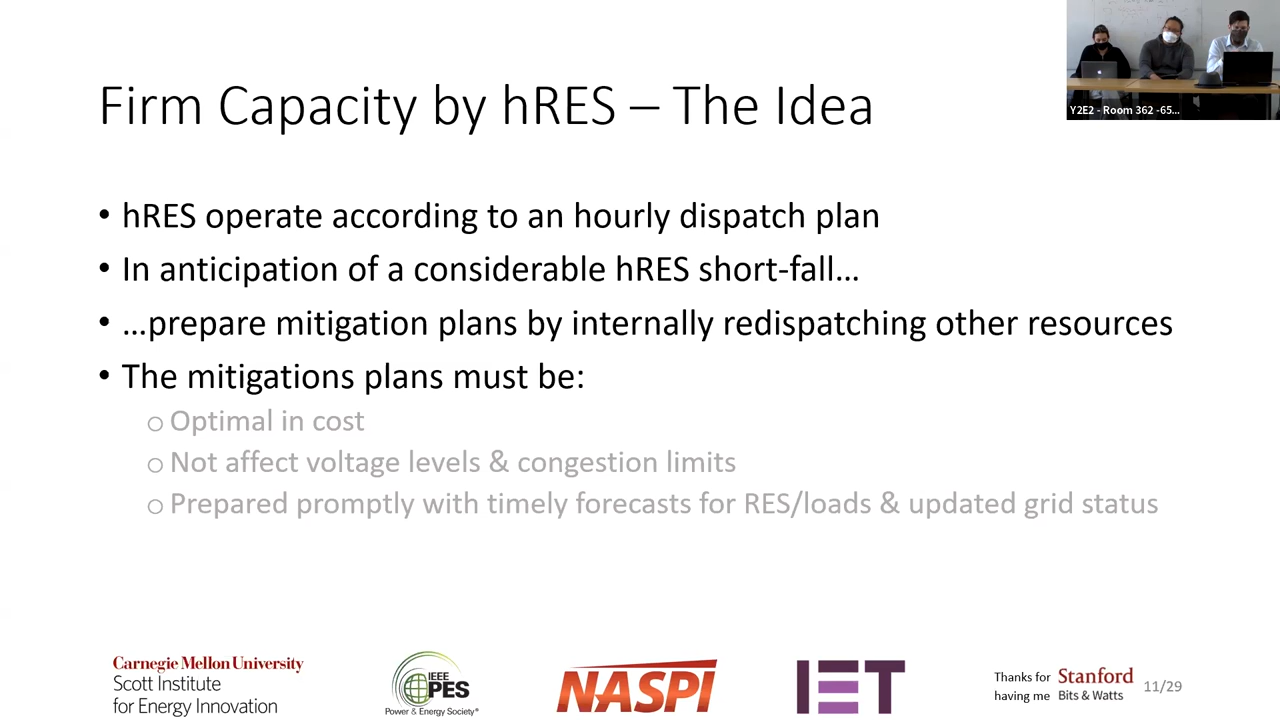 Y2E2 - Room 362 -65...
Firm Capacity by hRES – The Idea
• hRES operate according to an hourly dispatch plan
• In anticipation of a considerable hRES short-fall…
• …prepare mitigation plans by internally redispatching other resources
• The mitigations plans must be:
o Optimal in cost
o Not affect voltage levels & congestion limits
o Prepared promptly with timely forecasts for RES/loads & updated grid status
Carnegie Mellon University
Scott Institute
for Energy Innovation
IEEE
PES
Power & Energy Society®
NASPI
IET
Thanks for
having me
Stanford
Bits & Watts
11/29